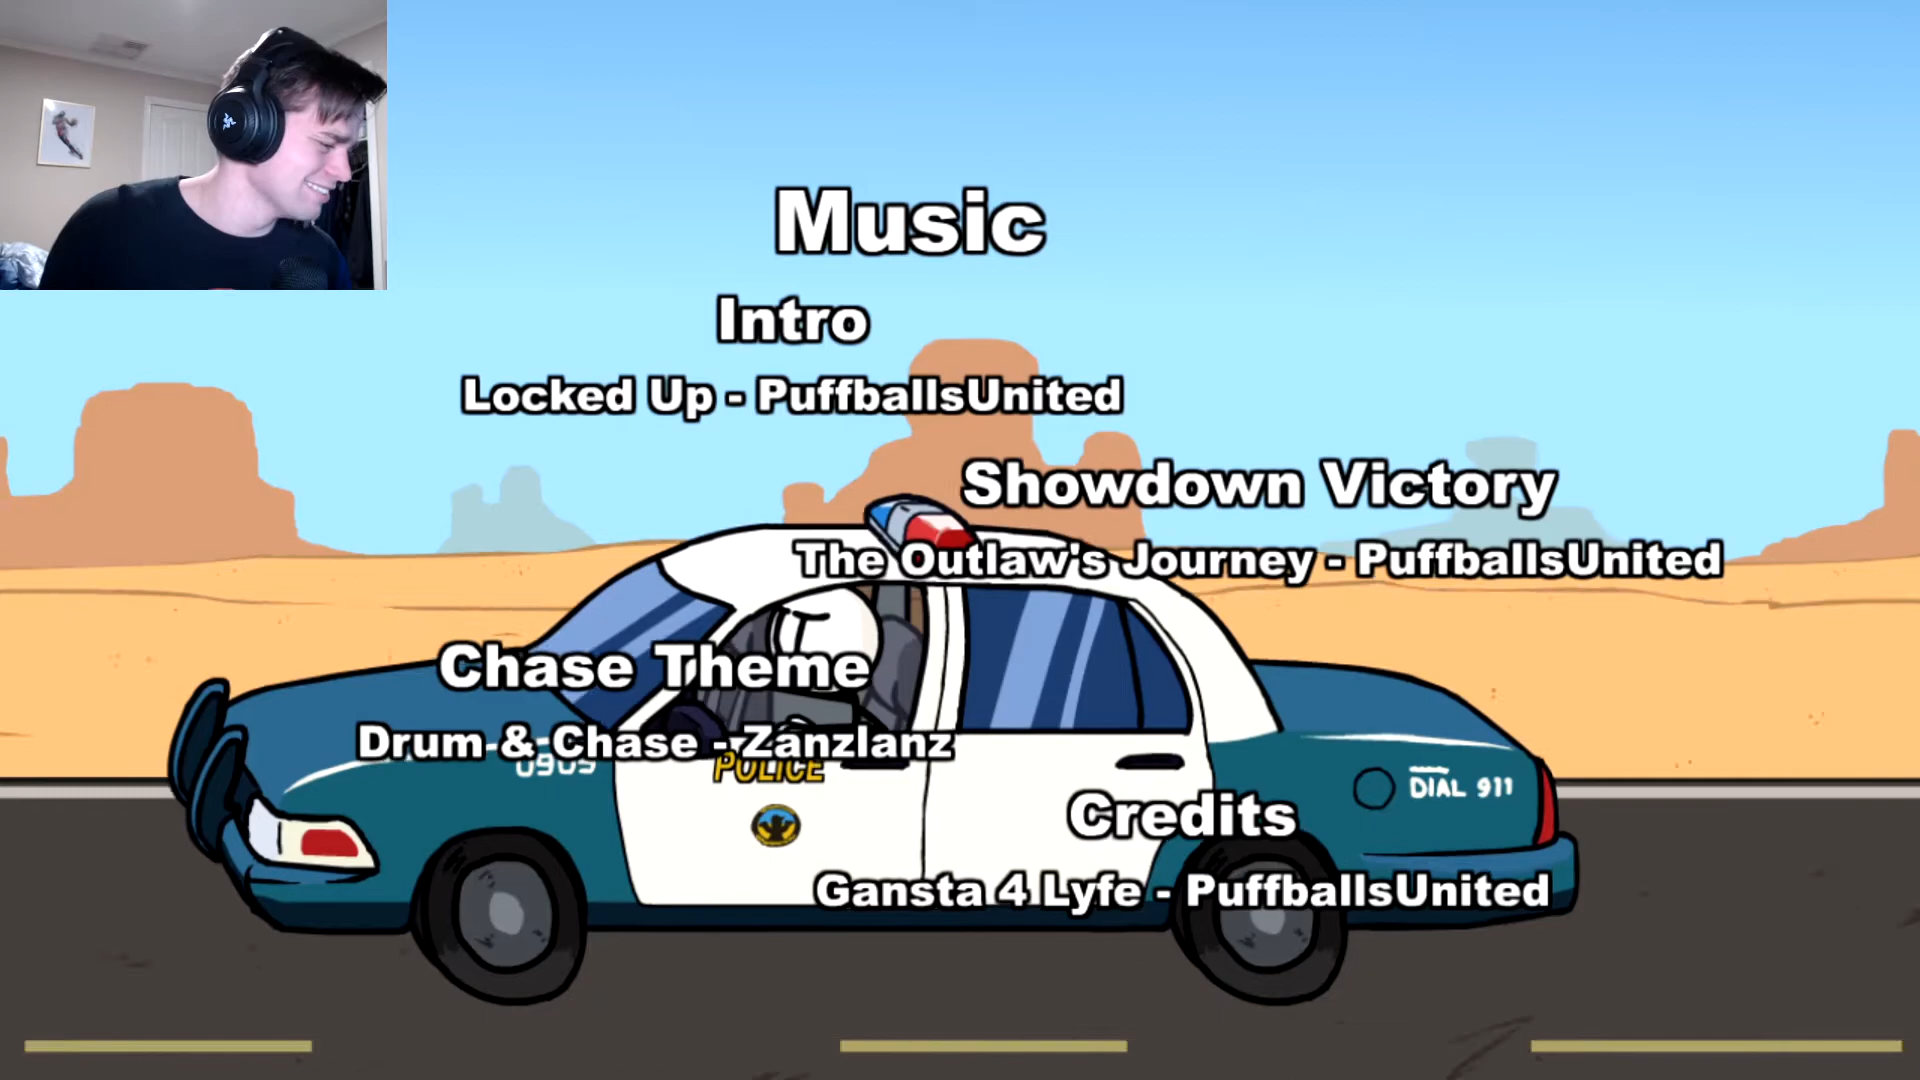 Music
Intro
Locked Up - PuffballsUnited
Showdown Victory
The Outlaw's Journey - PuffballsUnited
Chase Theme
Drum & Chase - Zanzlanz
0909
POLICE
DIAL 911
Credits
Gansta 4 Lyfe - PuffballsUnited